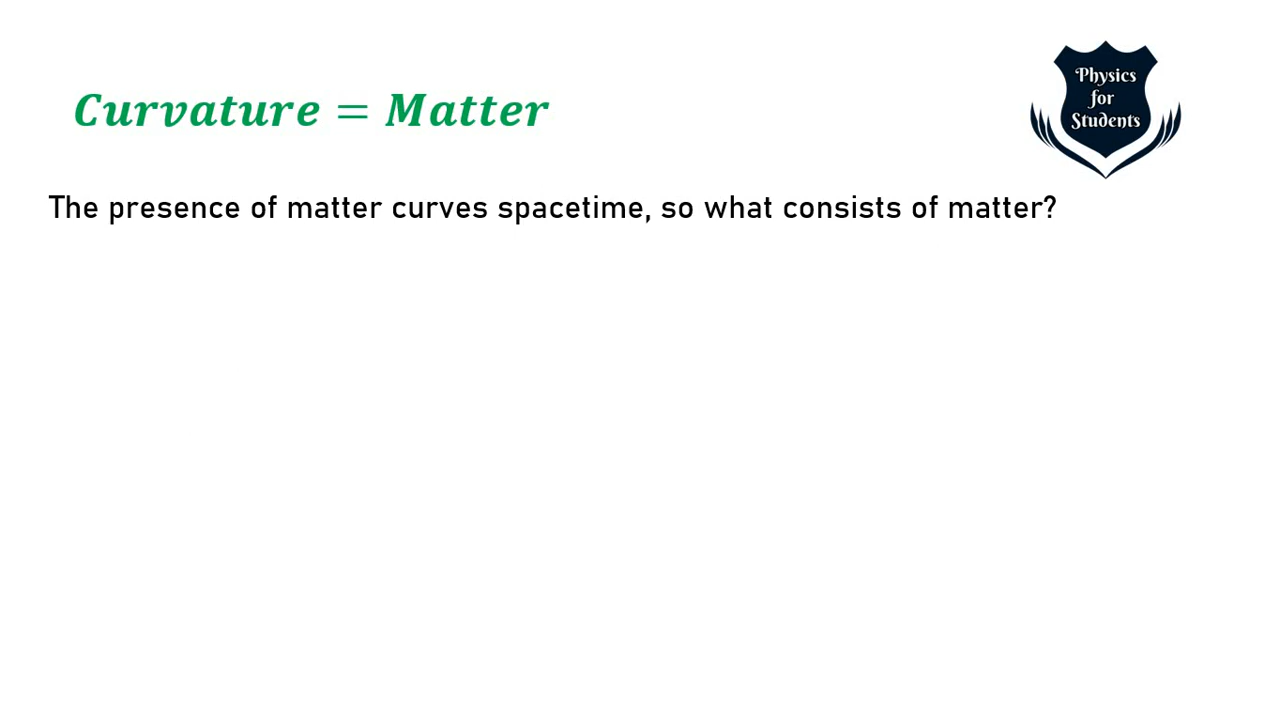 Curvature = Matter
Physics
for
Students
The presence of matter curves spacetime, so what consists of matter?